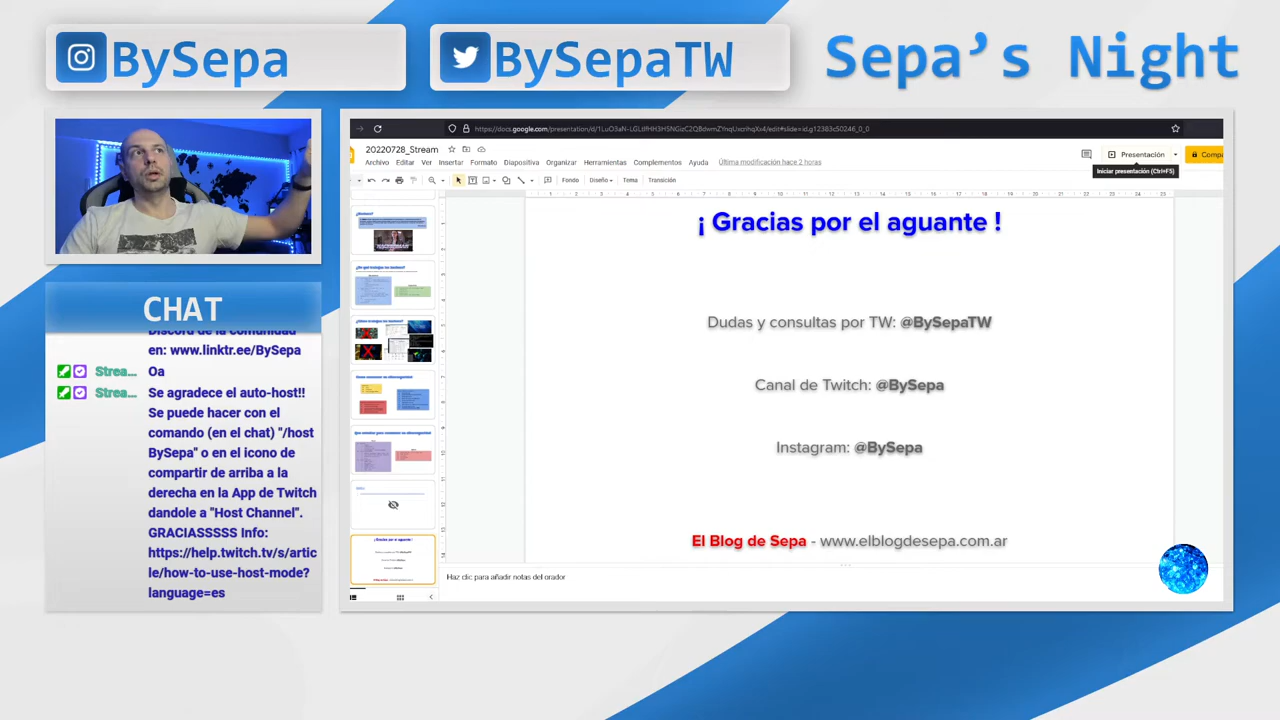 BySepa
BySepaTW
Sepa's Night
docs.google.com/presentation/d/
20220728_Stream
Archivo Editar Ver Insertar Formato Diapositiva Organizar Herramientas Complementos Ayuda Última modificación hace 2 horas
Presentación
Iniciar presentación (Ctrl+F5)
Fondo Diseño Tema Transición
¡ Gracias por el aguante !
Dudas y consultas por TW: @BySepaTW
Canal de Twitch: @BySepa
Instagram: @BySepa
El Blog de Sepa - www.elblogdesepa.com.ar
Haz clic para añadir notas del orador
CHAT
Discord de la comunidad
en: www.linktr.ee/BySepa
Strea... Oa
Strea... Se agradece el auto-host!!
Se puede hacer con el
comando (en el chat) "/host
BySepa" o en el icono de
compartir de arriba a la
derecha en la App de Twitch
dandole a "Host Channel".
GRACIASSSSS Info:
https://help.twitch.tv/s/artic
le/how-to-use-host-mode?
language=es